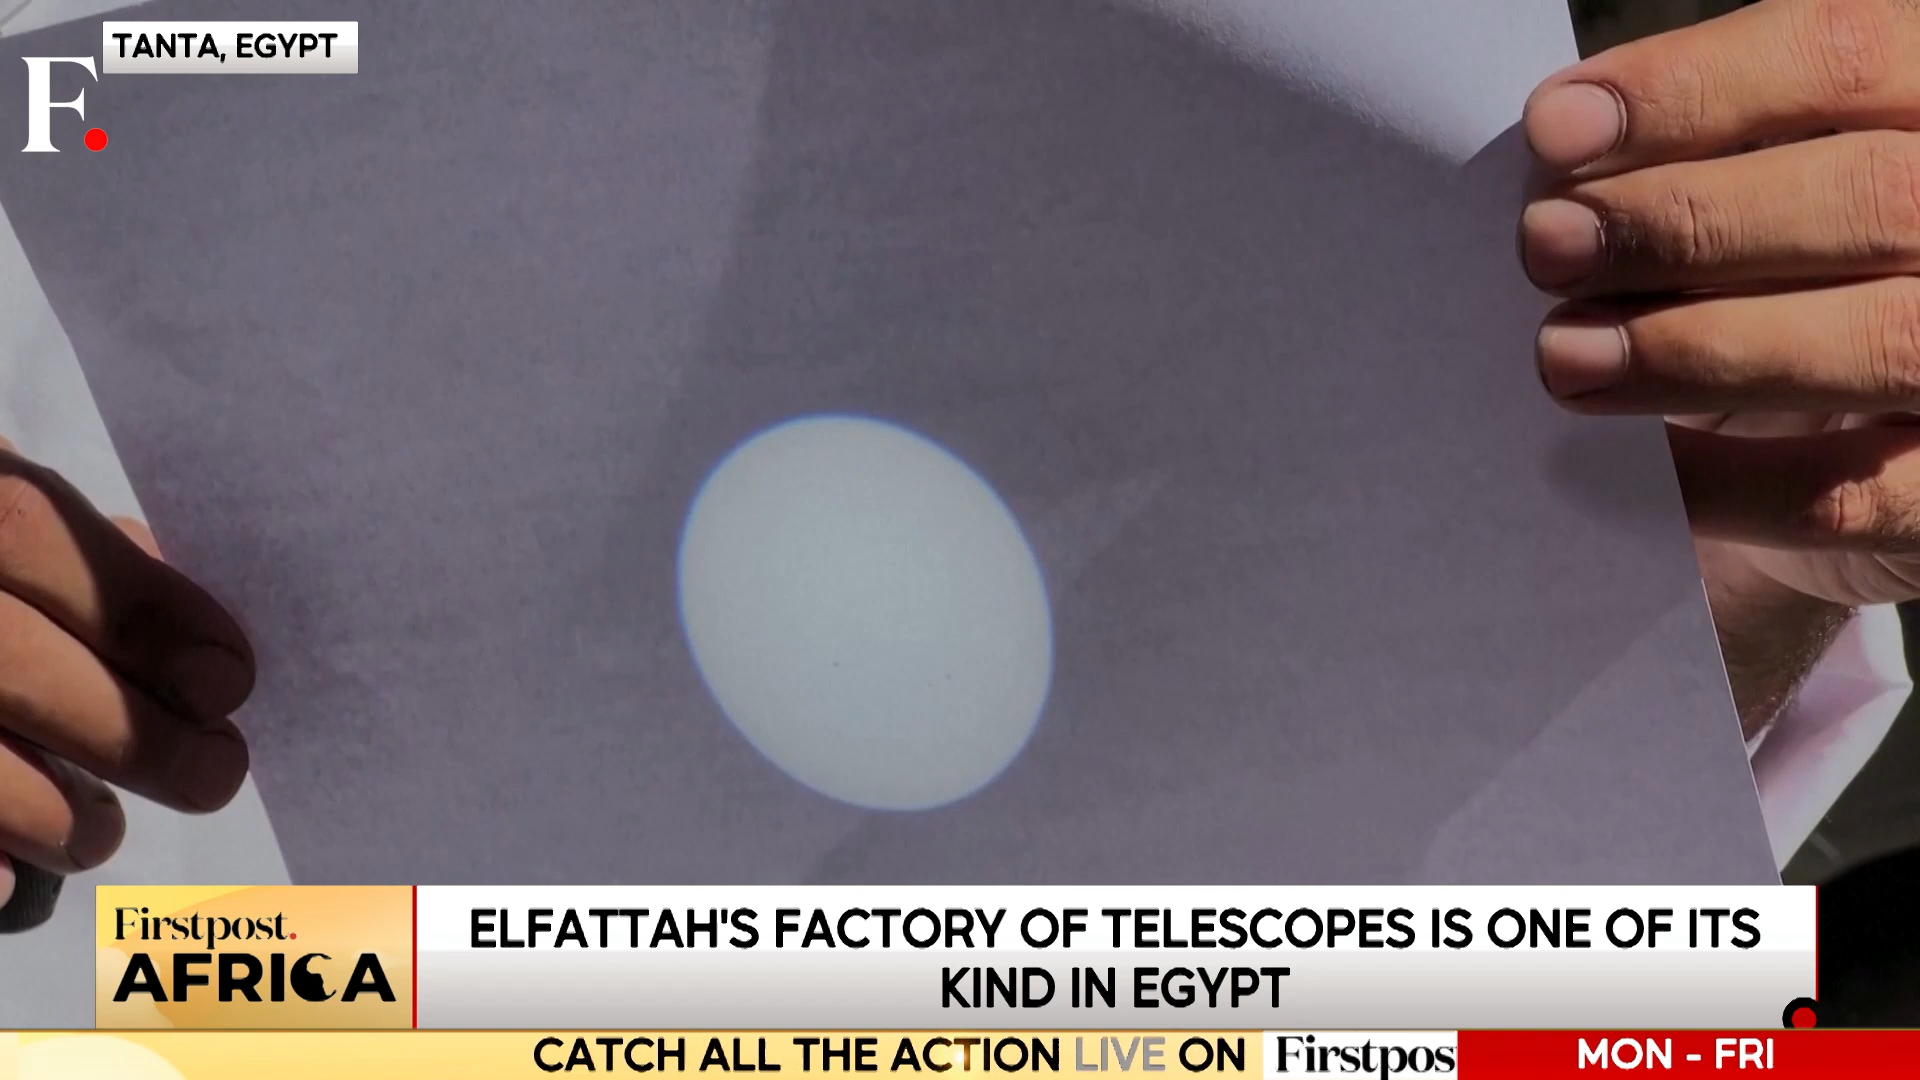 TANTA, EGYPT
F.
Firstpost.
AFRICA
ELFATTAH'S FACTORY OF TELESCOPES IS ONE OF ITS
KIND IN EGYPT
CATCH ALL THE ACTION LIVE ON Firstpos
MON - FRI